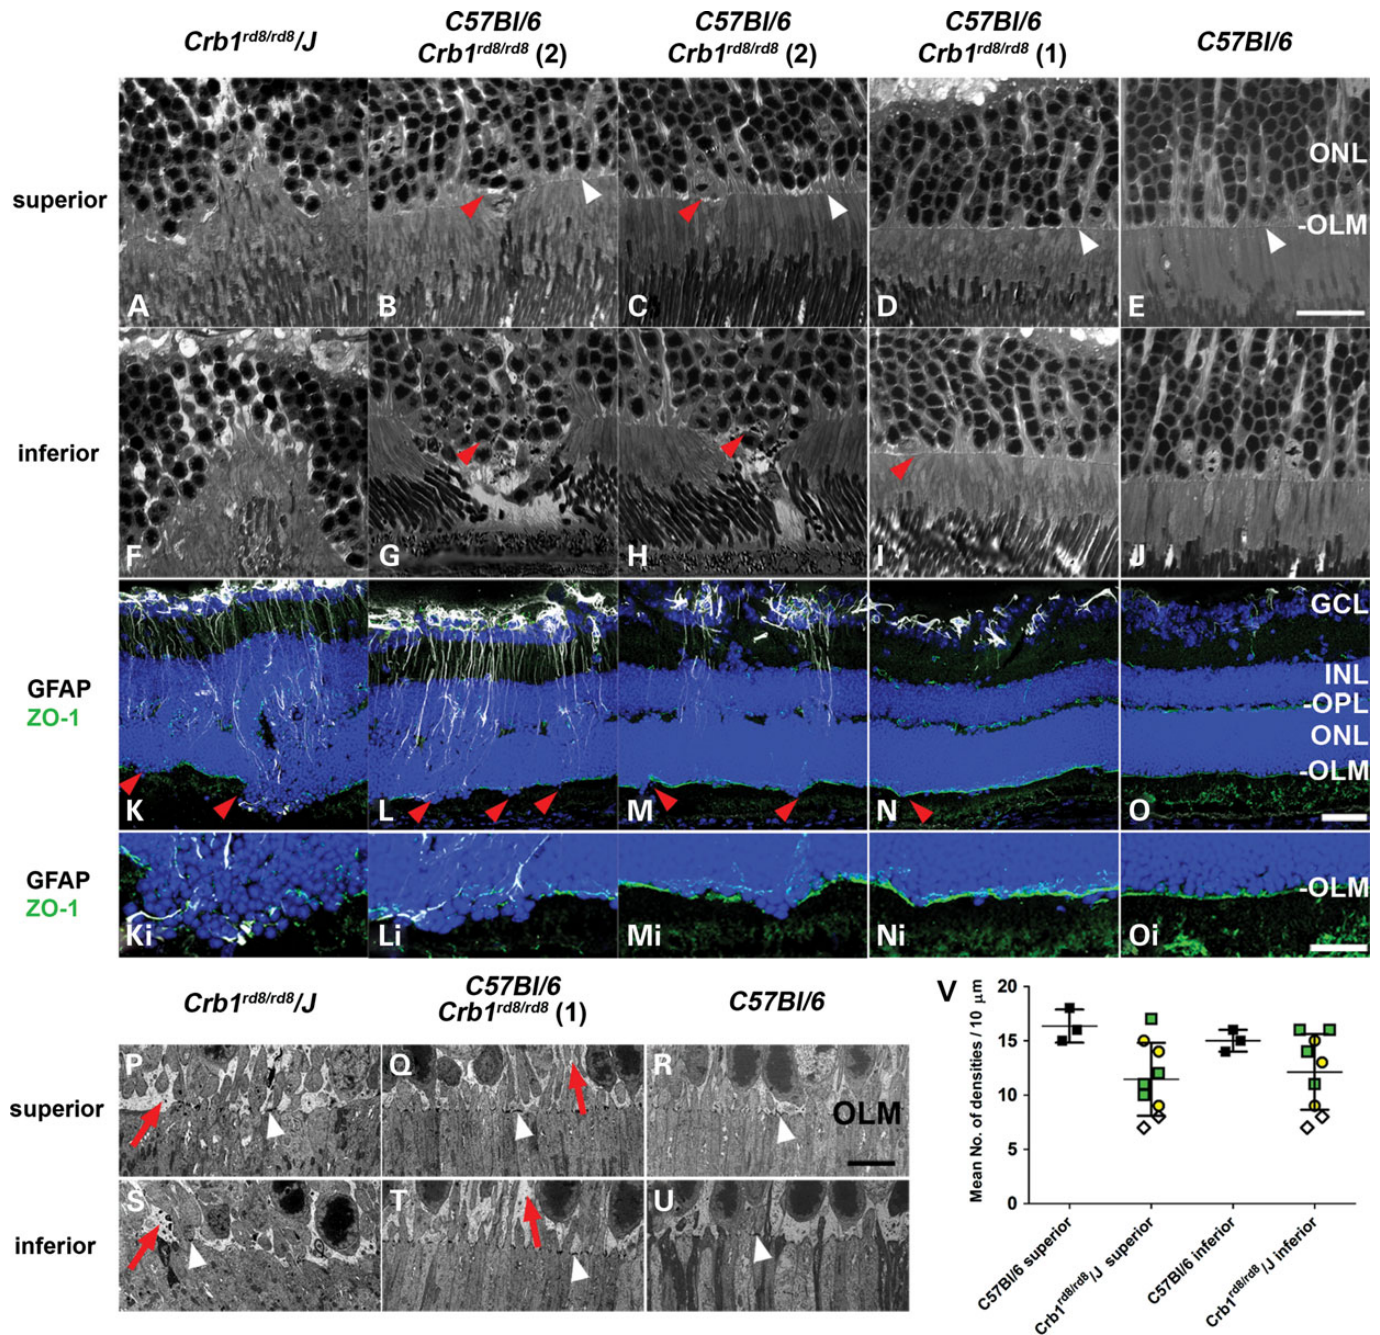 Crb1rd8/rd8/J
C57Bl/6
Crb1rd8/rd8 (2)
C57Bl/6
Crb1rd8/rd8 (2)
C57Bl/6
Crb1rd8/rd8 (1)
C57Bl/6
superior
A
B
C
D
E
ONL
-OLM
inferior
F
G
H
I
J
GFAP
ZO-1
K
L
M
N
O
GCL
INL
-OPL
ONL
-OLM
GFAP
ZO-1
Ki
Li
Mi
Ni
Oi
-OLM
Crb1rd8/rd8/J
C57Bl/6
Crb1rd8/rd8 (1)
C57Bl/6
superior
P
Q
R
OLM
inferior
S
T
U
V
Mean No. of densities / 10 µm
20
15
10
5
0
C57Bl/6 superior
Crb1rd8/rd8/J superior
C57Bl/6 inferior
Crb1rd8/rd8/J inferior